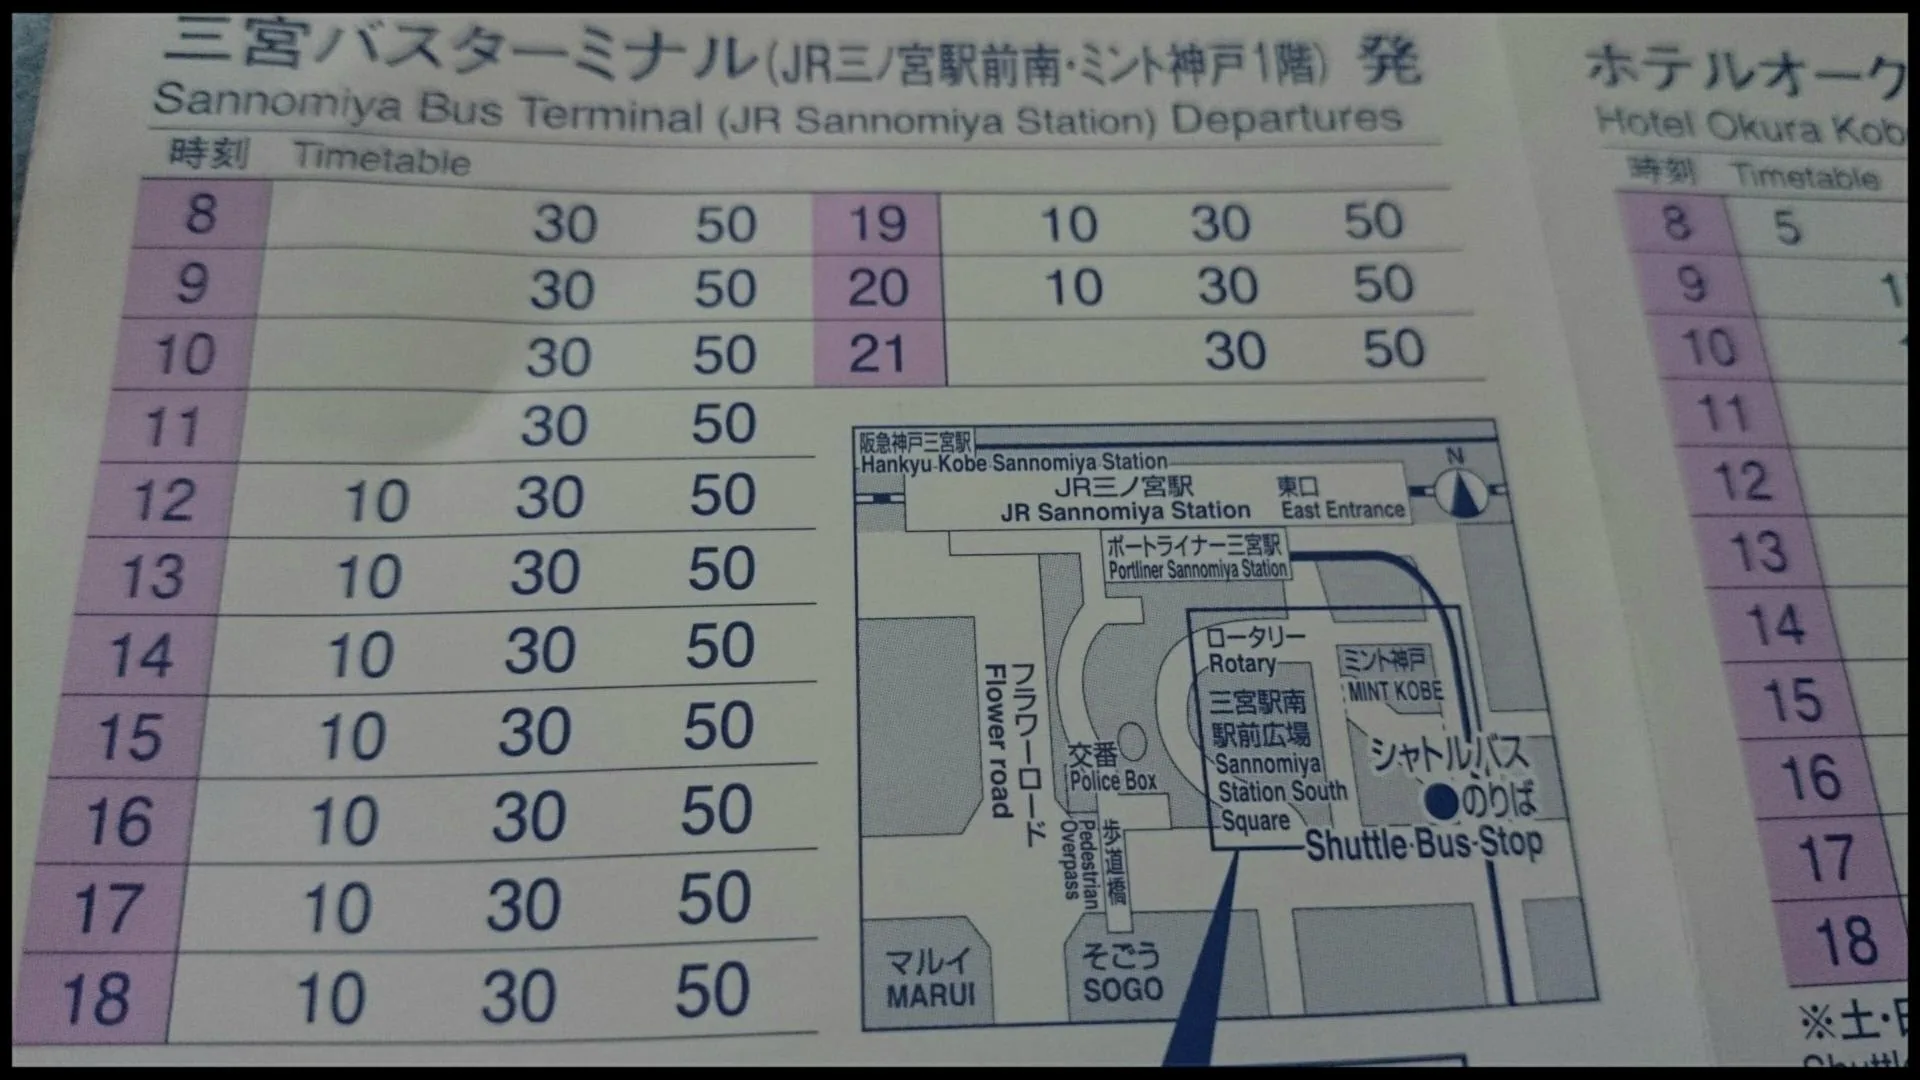 三宮バスターミナル(JR三ノ宮駅前南・ミント神戸1階) 発
Sannomiya Bus Terminal (JR Sannomiya Station) Departures
時刻 Timetable
8 30 50
9 30 50
10 30 50
11 30 50
12 10 30 50
13 10 30 50
14 10 30 50
15 10 30 50
16 10 30 50
17 10 30 50
18 10 30 50
19 10 30 50
20 10 30 50
21 30 50
阪急神戸三宮駅
Hankyu Kobe Sannomiya Station
JR三ノ宮駅
JR Sannomiya Station
東口
East Entrance
N
ポートライナー三宮駅
Portliner Sannomiya Station
ロータリー
Rotary
ミント神戸
MINT KOBE
三宮駅南
駅前広場
Sannomiya
Station South
Square
フラワーロード
Flower road
交番
Police Box
シャトルバス
のりば
Shuttle Bus Stop
歩道橋
Pedestrian
Overpass
マルイ
MARUI
そごう
SOGO
ホテルオーク
Hotel Okura Kob
時刻 Timetable
8 5
9
10
11
12
13
14
15
16
17
18
※土・日